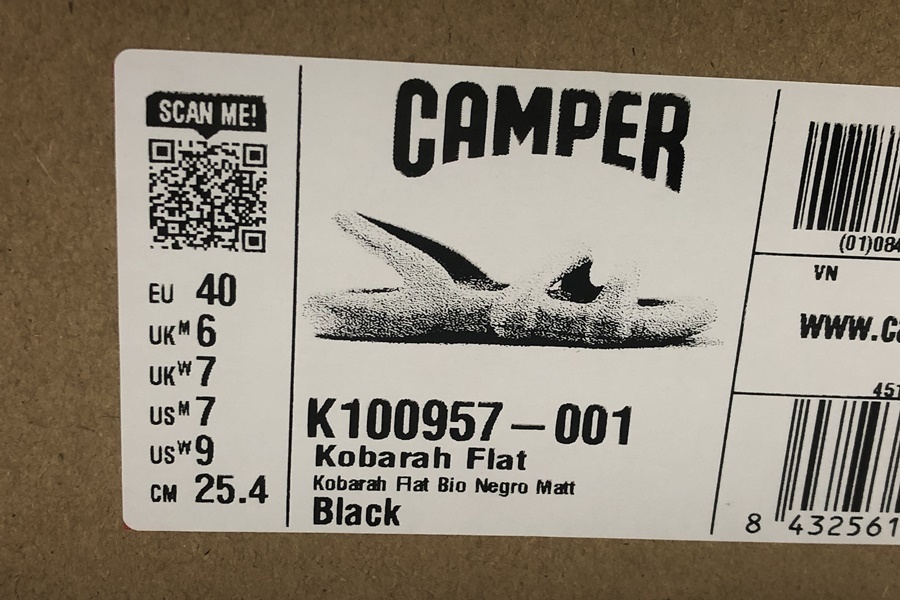 SCAN ME!
EU 40
UKM 6
UKW 7
USM 7
USW 9
CM 25.4
CAMPER
K100957-001
Kobarah Flat
Kobarah Flat Bio Negro Matt
Black
(01)084
VN
www.ca
451
8 432561